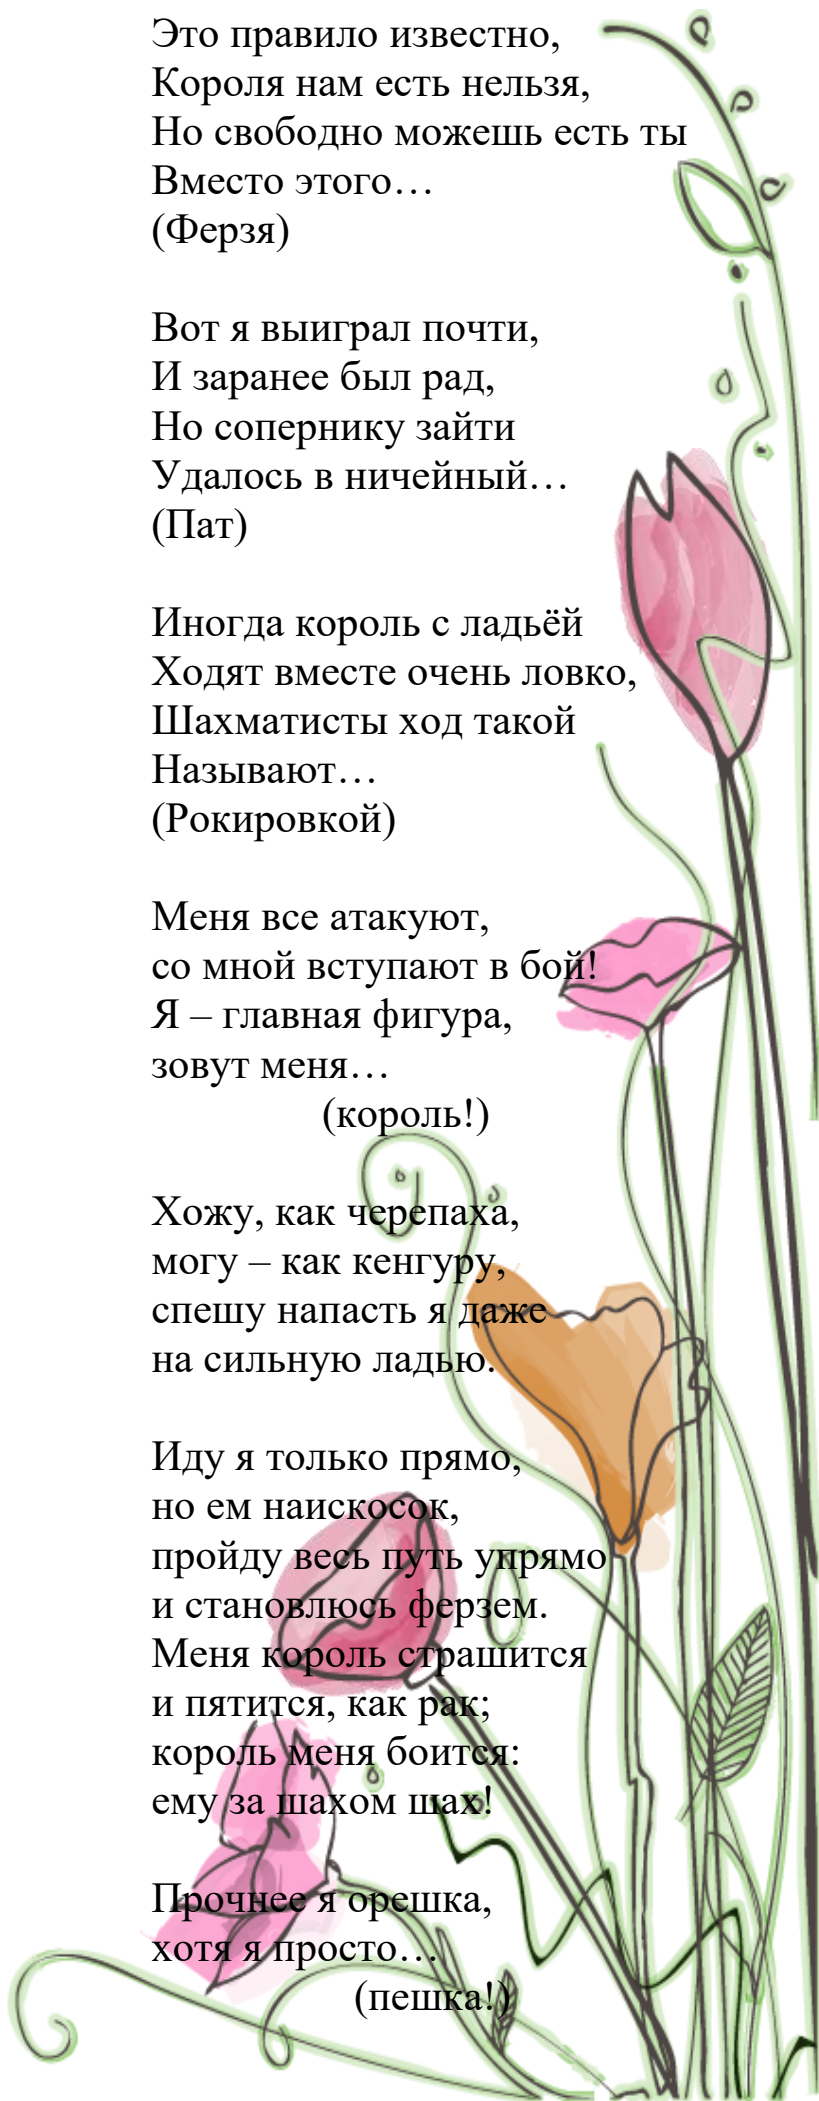 Это правило известно,
Короля нам есть нельзя,
Но свободно можешь есть ты
Вместо этого…
(Ферзя)
Вот я выиграл почти,
И заранее был рад,
Но сопернику зайти
Удалось в ничейный…
(Пат)
Иногда король с ладьёй
Ходят вместе очень ловко,
Шахматисты ход такой
Называют…
(Рокировкой)
Меня все атакуют,
со мной вступают в бой!
Я – главная фигура,
зовут меня…
(король!)
Хожу, как черепаха,
могу – как кенгуру,
спешу напасть я даже
на сильную ладью.
Иду я только прямо,
но ем наискосок,
пройду весь путь упрямо
и становлюсь ферзем.
Меня король страшится
и пятится, как рак;
король меня боится:
ему за шахом шах!
Прочнее я орешка,
хотя я просто…
(пешка!)